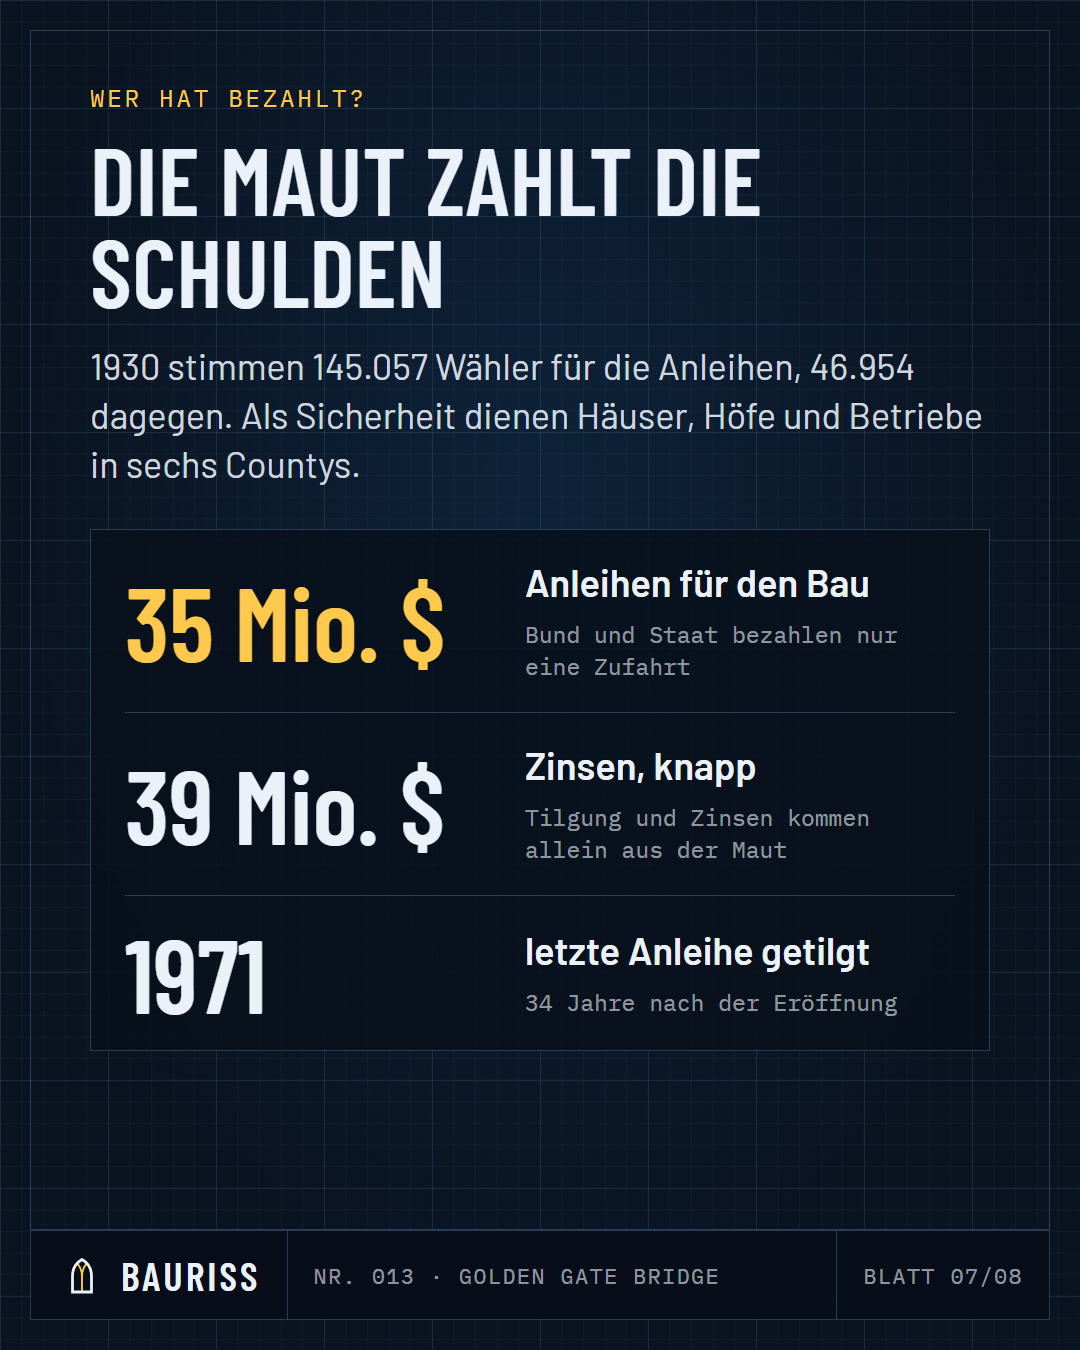 WER HAT BEZAHLT?
DIE MAUT ZAHLT DIE
SCHULDEN
1930 stimmen 145.057 Wähler für die Anleihen, 46.954
dagegen. Als Sicherheit dienen Häuser, Höfe und Betriebe
in sechs Countys.
35 Mio. $
Anleihen für den Bau
Bund und Staat bezahlen nur
eine Zufahrt
39 Mio. $
Zinsen, knapp
Tilgung und Zinsen kommen
allein aus der Maut
1971
letzte Anleihe getilgt
34 Jahre nach der Eröffnung
BAURISS
NR. 013 · GOLDEN GATE BRIDGE
BLATT 07/08